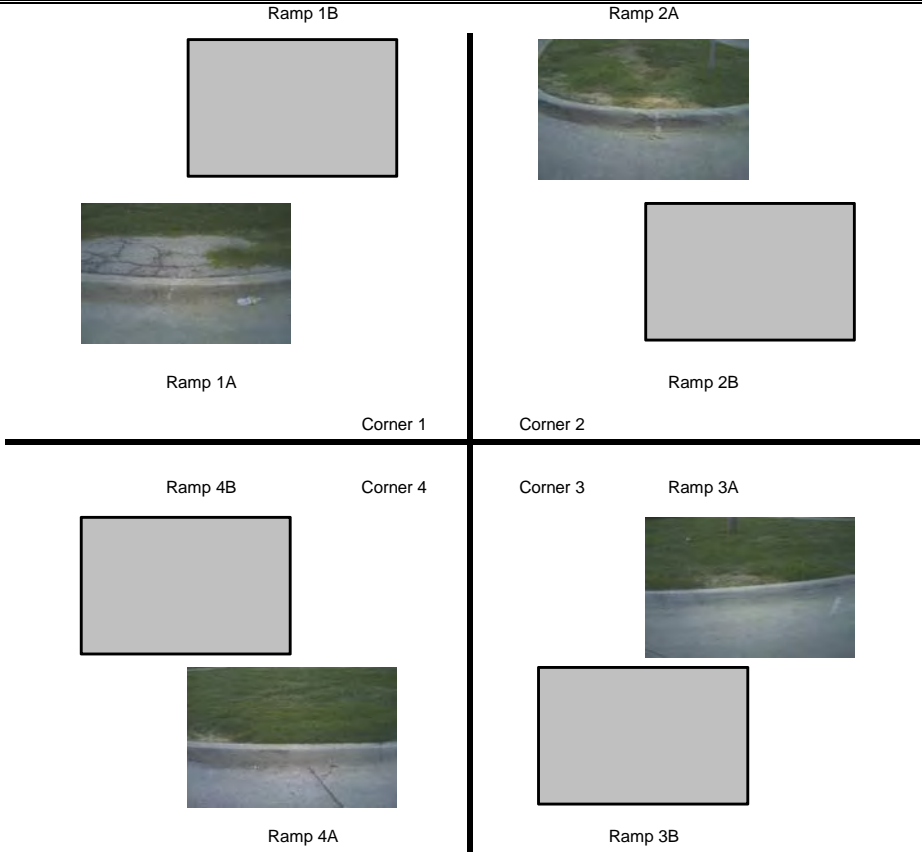 Ramp 1B
Ramp 2A
Ramp 1A
Ramp 2B
Corner 1
Corner 2
Ramp 4B
Corner 4
Corner 3
Ramp 3A
Ramp 4A
Ramp 3B